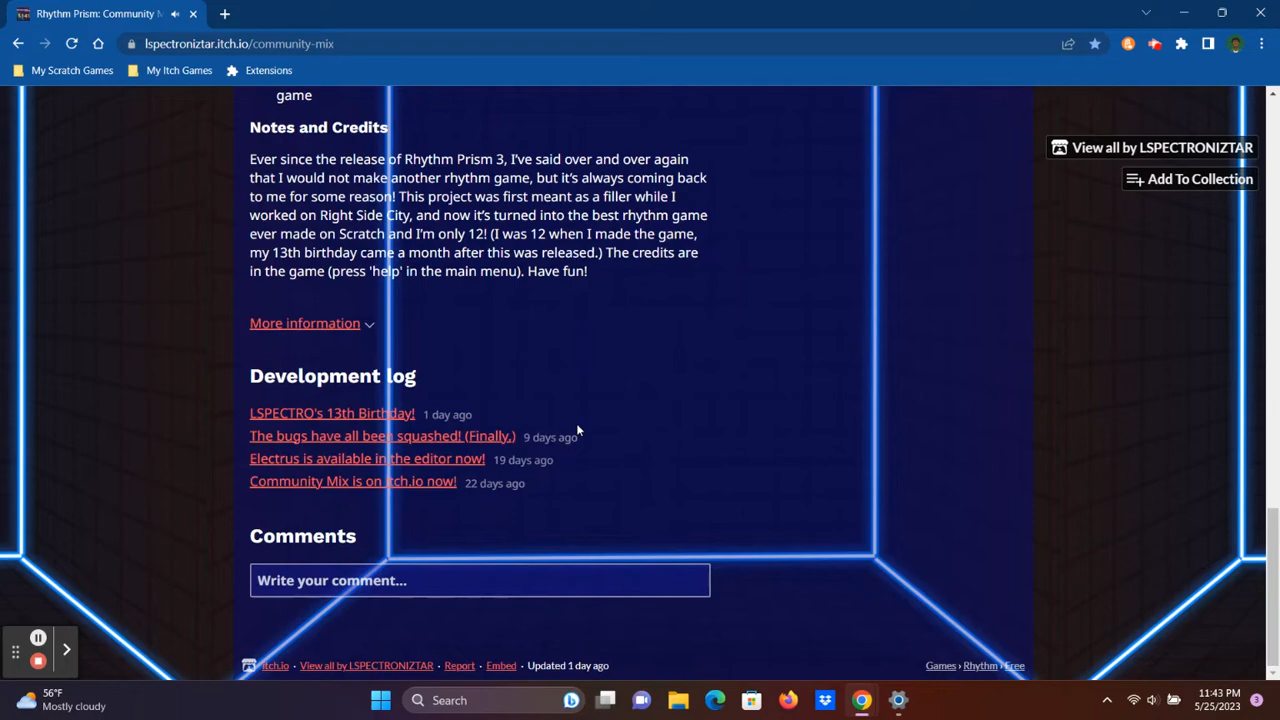 Rhythm Prism: Community M
lspectroniztar.itch.io/community-mix
My Scratch Games
My Itch Games
Extensions
game
Notes and Credits
Ever since the release of Rhythm Prism 3, I've said over and over again
that I would not make another rhythm game, but it's always coming back
to me for some reason! This project was first meant as a filler while I
worked on Right Side City, and now it's turned into the best rhythm game
ever made on Scratch and I'm only 12! (I was 12 when I made the game,
my 13th birthday came a month after this was released.) The credits are
in the game (press 'help' in the main menu). Have fun!
View all by LSPECTRONIZTAR
Add To Collection
More information
Development log
LSPECTRO's 13th Birthday! 1 day ago
The bugs have all been squashed! (Finally.) 9 days ago
Electrus is available in the editor now! 19 days ago
Community Mix is on itch.io now! 22 days ago
Comments
Write your comment...
itch.io · View all by LSPECTRONIZTAR · Report · Embed · Updated 1 day ago
Games › Rhythm › Free
56°F
Mostly cloudy
Search
11:43 PM
5/25/2023
3